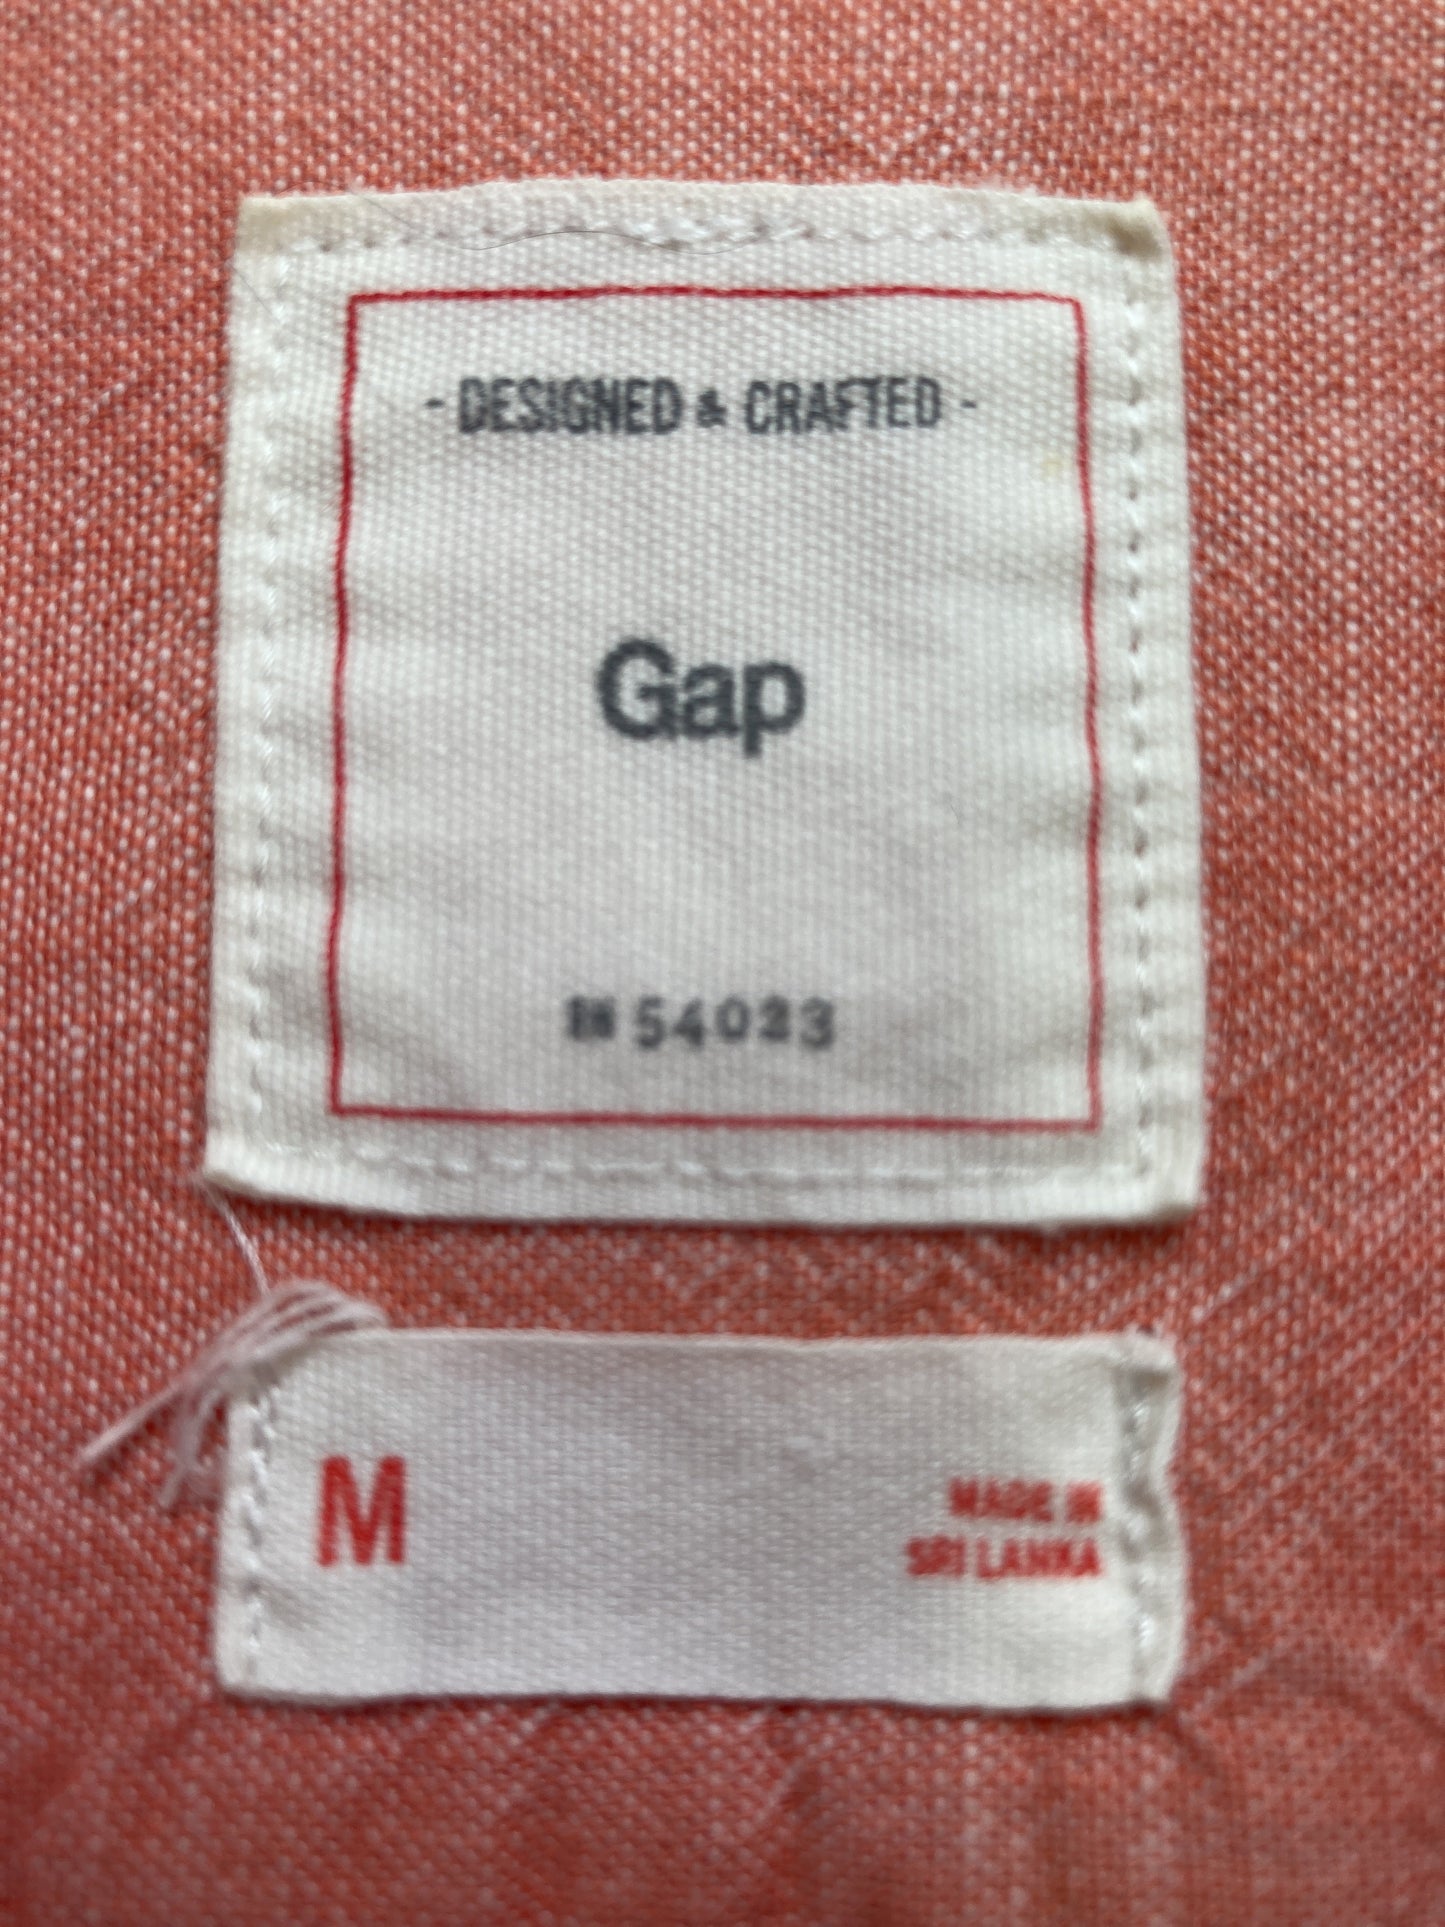 - DESIGNED & CRAFTED -
Gap
RN 54023
M
MADE IN
SRI LANKA